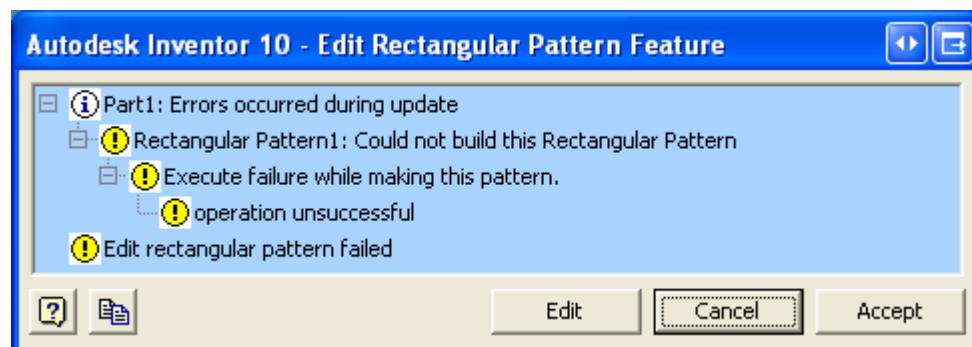 Autodesk Inventor 10 - Edit Rectangular Pattern Feature
Part1: Errors occurred during update
Rectangular Pattern1: Could not build this Rectangular Pattern
Execute failure while making this pattern.
operation unsuccessful
Edit rectangular pattern failed
Edit Cancel Accept